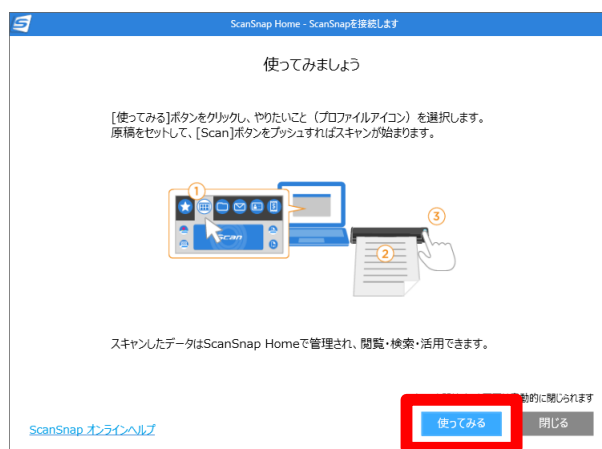 ScanSnap Home - ScanSnapを接続します
使ってみましょう
[使ってみる]ボタンをクリックし、やりたいこと（プロファイルアイコン）を選択します。
原稿をセットして、[Scan]ボタンをプッシュすればスキャンが始まります。
1
Scan
2
3
スキャンしたデータはScanSnap Homeで管理され、閲覧・検索・活用できます。
動的に閉じられます
ScanSnap オンラインヘルプ
使ってみる
閉じる